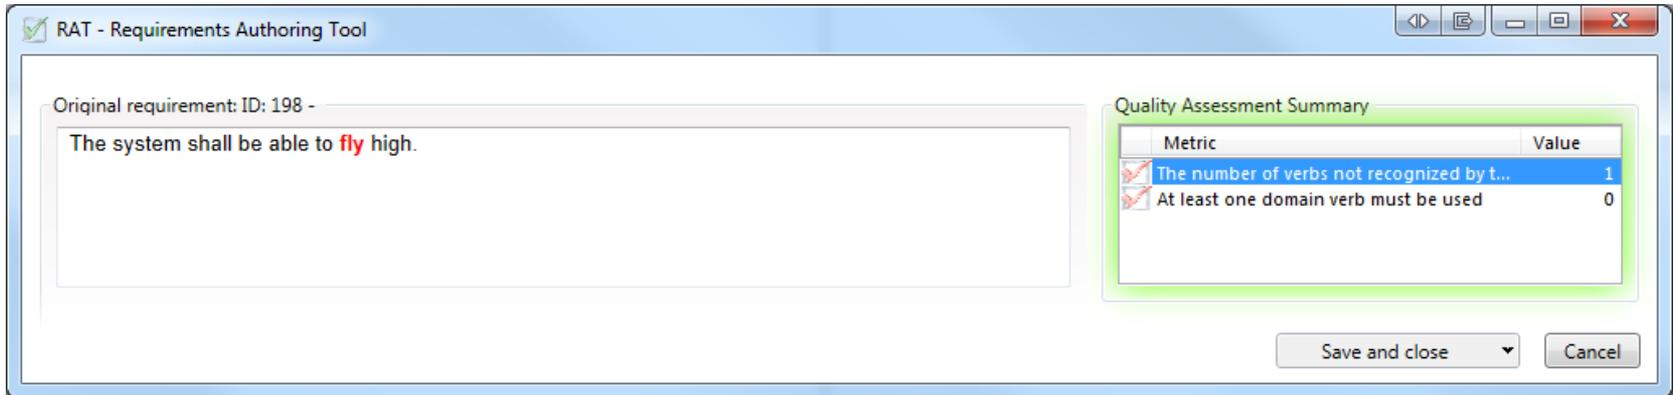 RAT - Requirements Authoring Tool
Original requirement: ID: 198 -
The system shall be able to fly high.
Quality Assessment Summary
Metric Value
The number of verbs not recognized by t... 1
At least one domain verb must be used 0
Save and close
Cancel